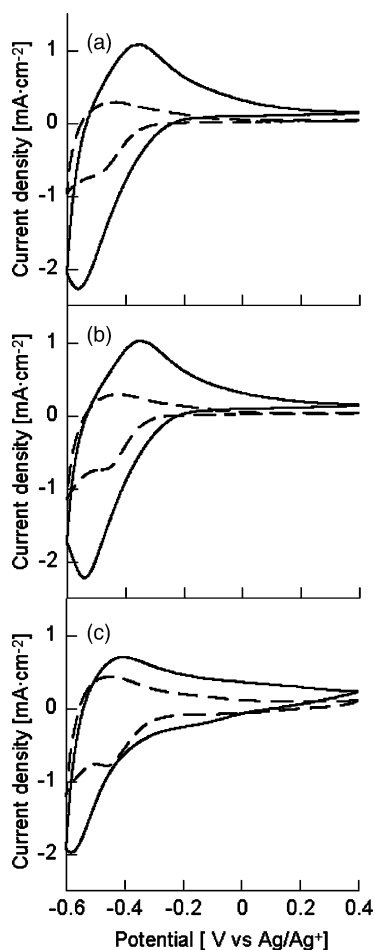 (a)
1
0
-1
-2
Current density [mA·cm⁻²]
(b)
1
0
-1
-2
Current density [mA·cm⁻²]
(c)
1
0
-1
-2
Current density [mA·cm⁻²]
-0.6 -0.4 -0.2 0 0.2 0.4
Potential [ V vs Ag/Ag⁺]